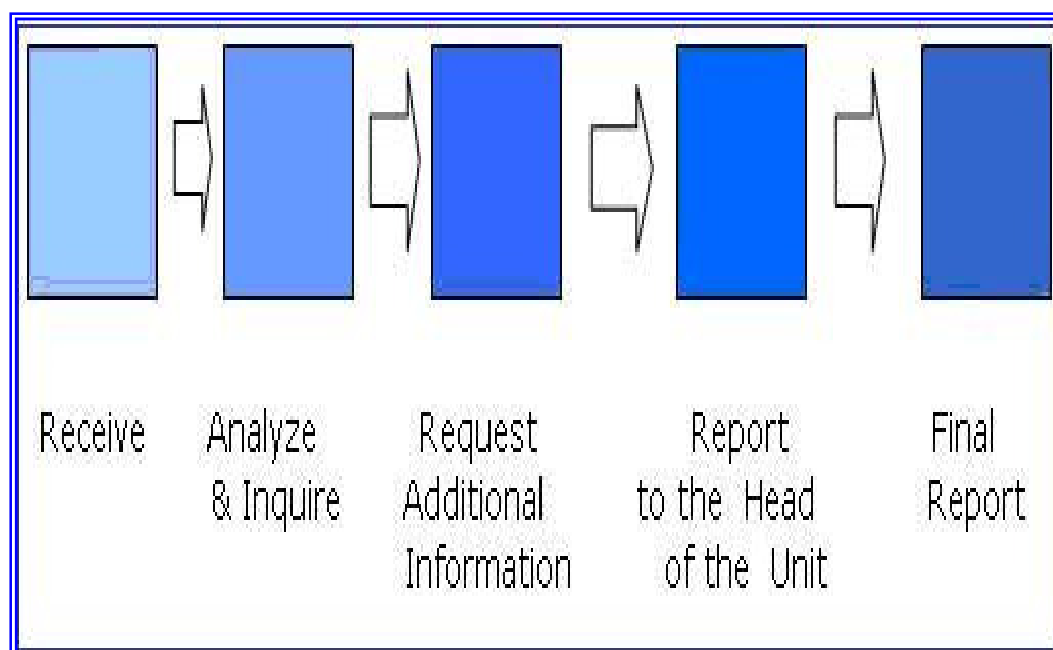 Receive
Analyze
& Inquire
Request
Additional
Information
Report
to the Head
of the Unit
Final
Report